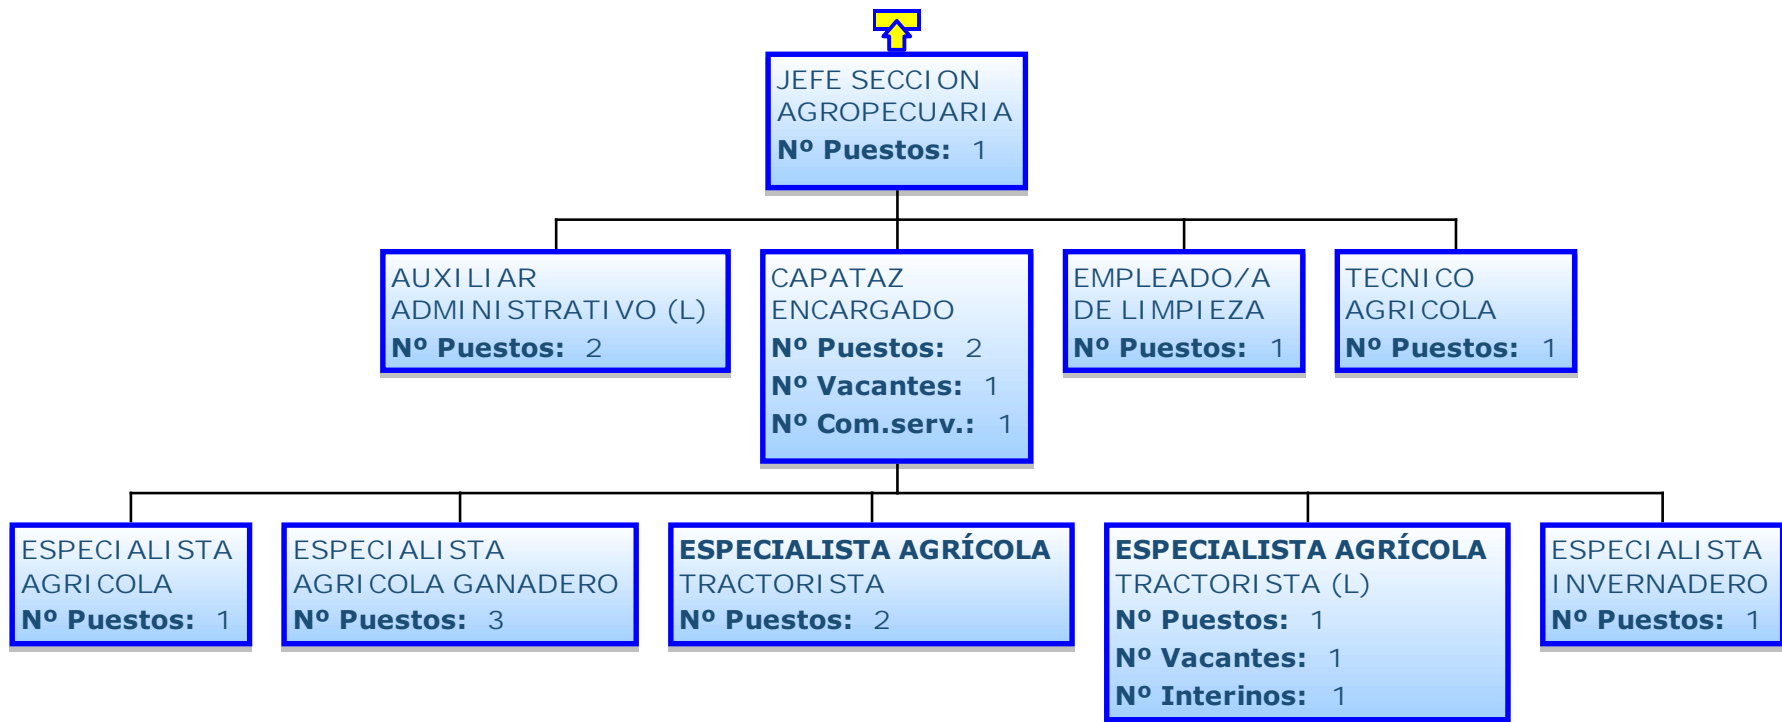 JEFE SECCION
AGROPECUARIA
Nº Puestos: 1
AUXILIAR
ADMINISTRATIVO (L)
Nº Puestos: 2
CAPATAZ
ENCARGADO
Nº Puestos: 2
Nº Vacantes: 1
Nº Com.serv.: 1
EMPLEADO/A
DE LIMPIEZA
Nº Puestos: 1
TECNICO
AGRICOLA
Nº Puestos: 1
ESPECIALISTA
AGRICOLA
Nº Puestos: 1
ESPECIALISTA
AGRICOLA GANADERO
Nº Puestos: 3
ESPECIALISTA AGRÍCOLA
TRACTORISTA
Nº Puestos: 2
ESPECIALISTA AGRÍCOLA
TRACTORISTA (L)
Nº Puestos: 1
Nº Vacantes: 1
Nº Interinos: 1
ESPECIALISTA
INVERNADERO
Nº Puestos: 1